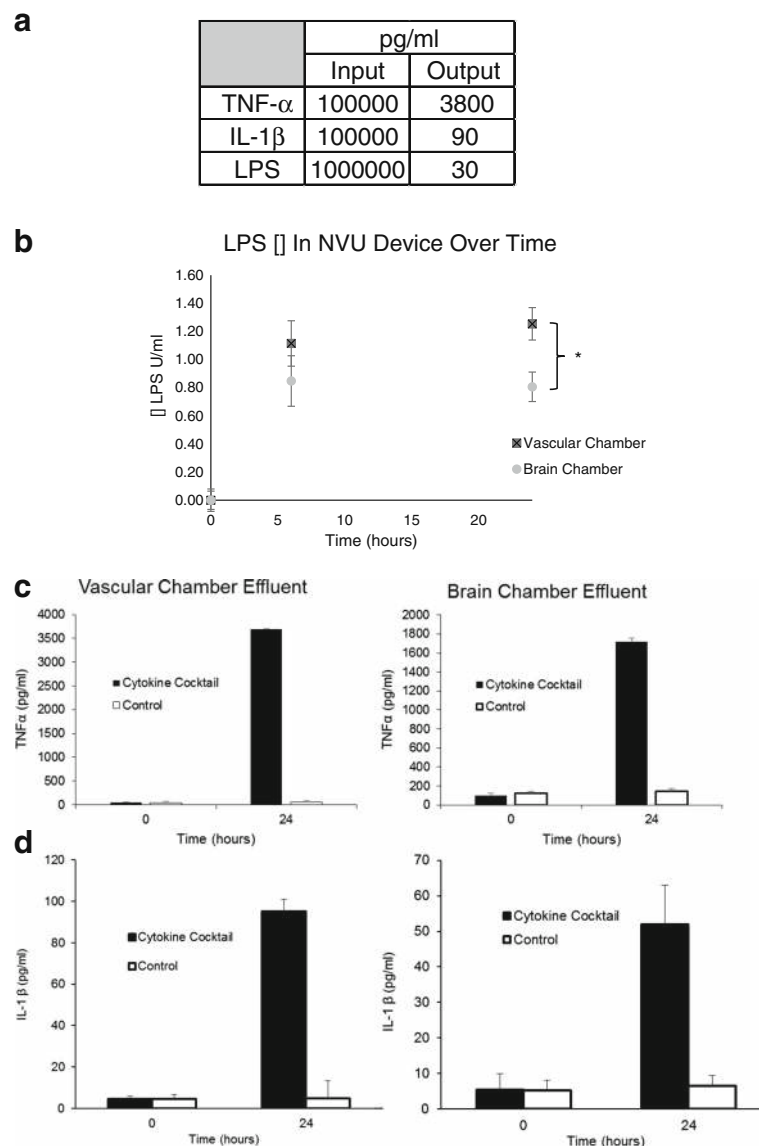 a
pg/ml
Input Output
TNF-α 100000 3800
IL-1β 100000 90
LPS 1000000 30
b
LPS [] In NVU Device Over Time
1.60
1.40
1.20
1.00
0.80
0.60
0.40
0.20
0.00
[] LPS U/ml
*
Vascular Chamber
Brain Chamber
0 5 10 15 20
Time (hours)
c
Vascular Chamber Effluent
4000
3500
3000
2500
2000
1500
1000
500
0
TNFα (pg/ml)
Cytokine Cocktail
Control
0 24
Time (hours)
Brain Chamber Effluent
2000
1800
1600
1400
1200
1000
800
600
400
200
0
TNFα (pg/ml)
Cytokine Cocktail
Control
0 24
Time (hours)
d
120
100
80
60
40
20
0
IL-1 β (pg/ml)
Cytokine Cocktail
Control
0 24
Time (hours)
70
60
50
40
30
20
10
0
IL-1 β (pg/ml)
Cytokine Cocktail
Control
0 24
Time (hours)